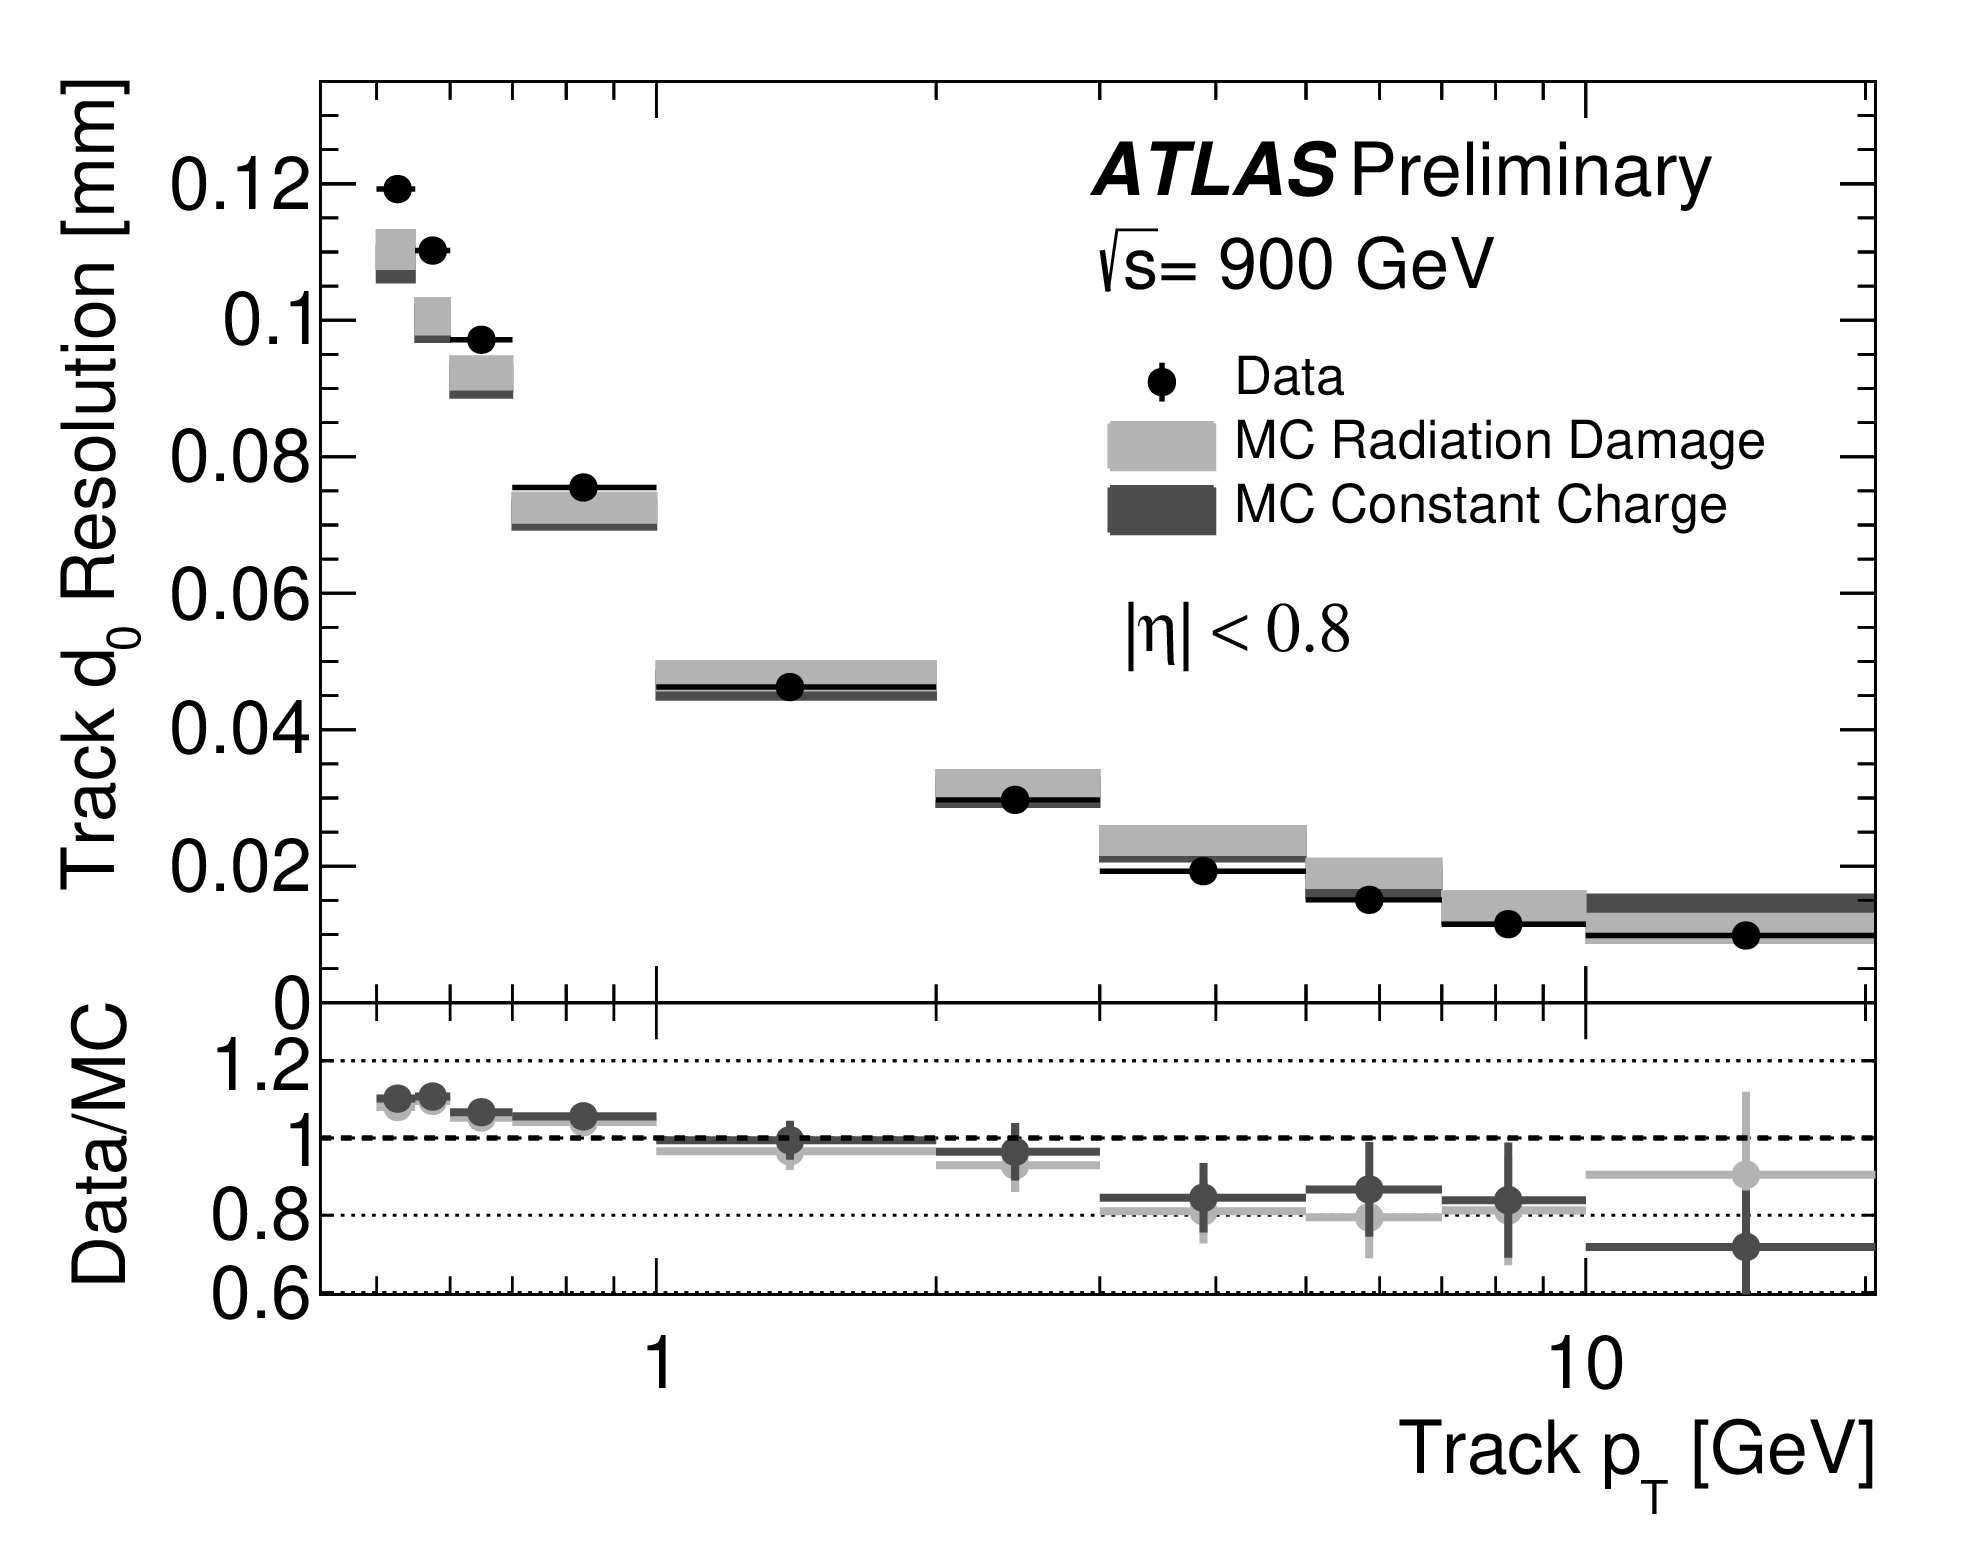 ATLAS Preliminary
√s= 900 GeV
Data
MC Radiation Damage
MC Constant Charge
|η| < 0.8
Track d0 Resolution [mm]
0.12
0.1
0.08
0.06
0.04
0.02
0
Data/MC
1.2
1
0.8
0.6
1
10
Track pT [GeV]